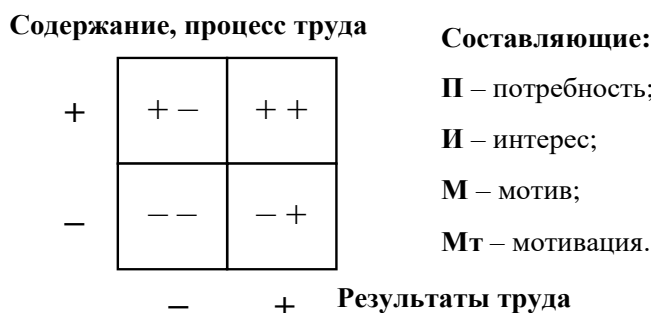 Содержание, процесс труда
Составляющие:
+
+ –
+ +
П – потребность;
И – интерес;
–
– –
– +
М – мотив;
Мт – мотивация.
–
+
Результаты труда